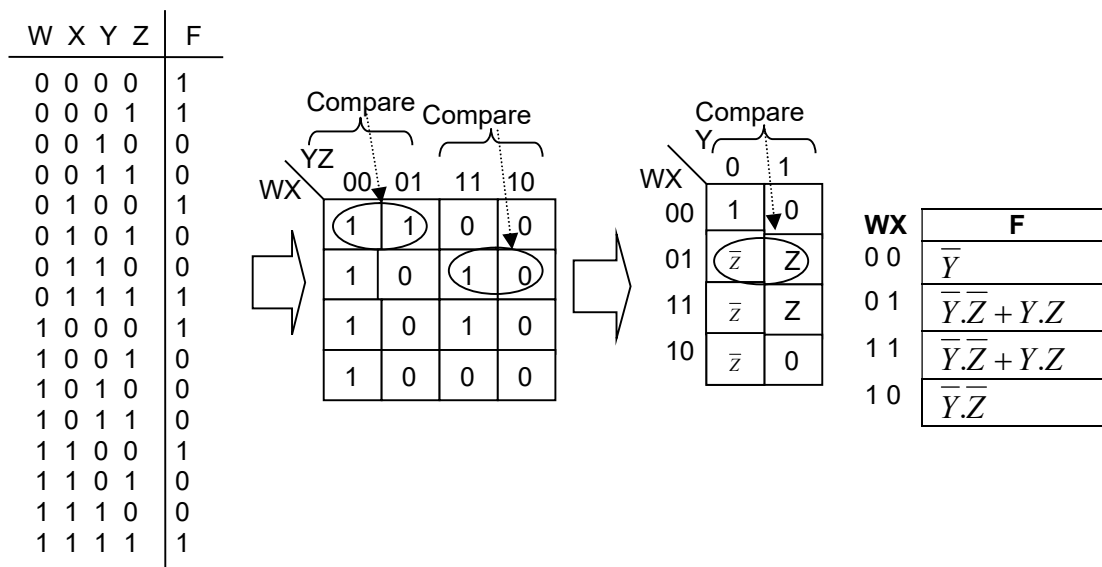 W X Y Z F
0 0 0 0 1
0 0 0 1 1
0 0 1 0 0
0 0 1 1 0
0 1 0 0 1
0 1 0 1 0
0 1 1 0 0
0 1 1 1 1
1 0 0 0 1
1 0 0 1 0
1 0 1 0 0
1 0 1 1 0
1 1 0 0 1
1 1 0 1 0
1 1 1 0 0
1 1 1 1 1
Compare Compare
YZ
WX 00 01 11 10
1 1 0 0
1 0 1 0
1 0 1 0
1 0 0 0
Compare
Y
WX 0 1
00 1 0
01 Z̅ Z
11 Z̅ Z
10 Z̅ 0
WX F
0 0 Y̅
0 1 Y̅.Z̅ + Y.Z
1 1 Y̅.Z̅ + Y.Z
1 0 Y̅.Z̅